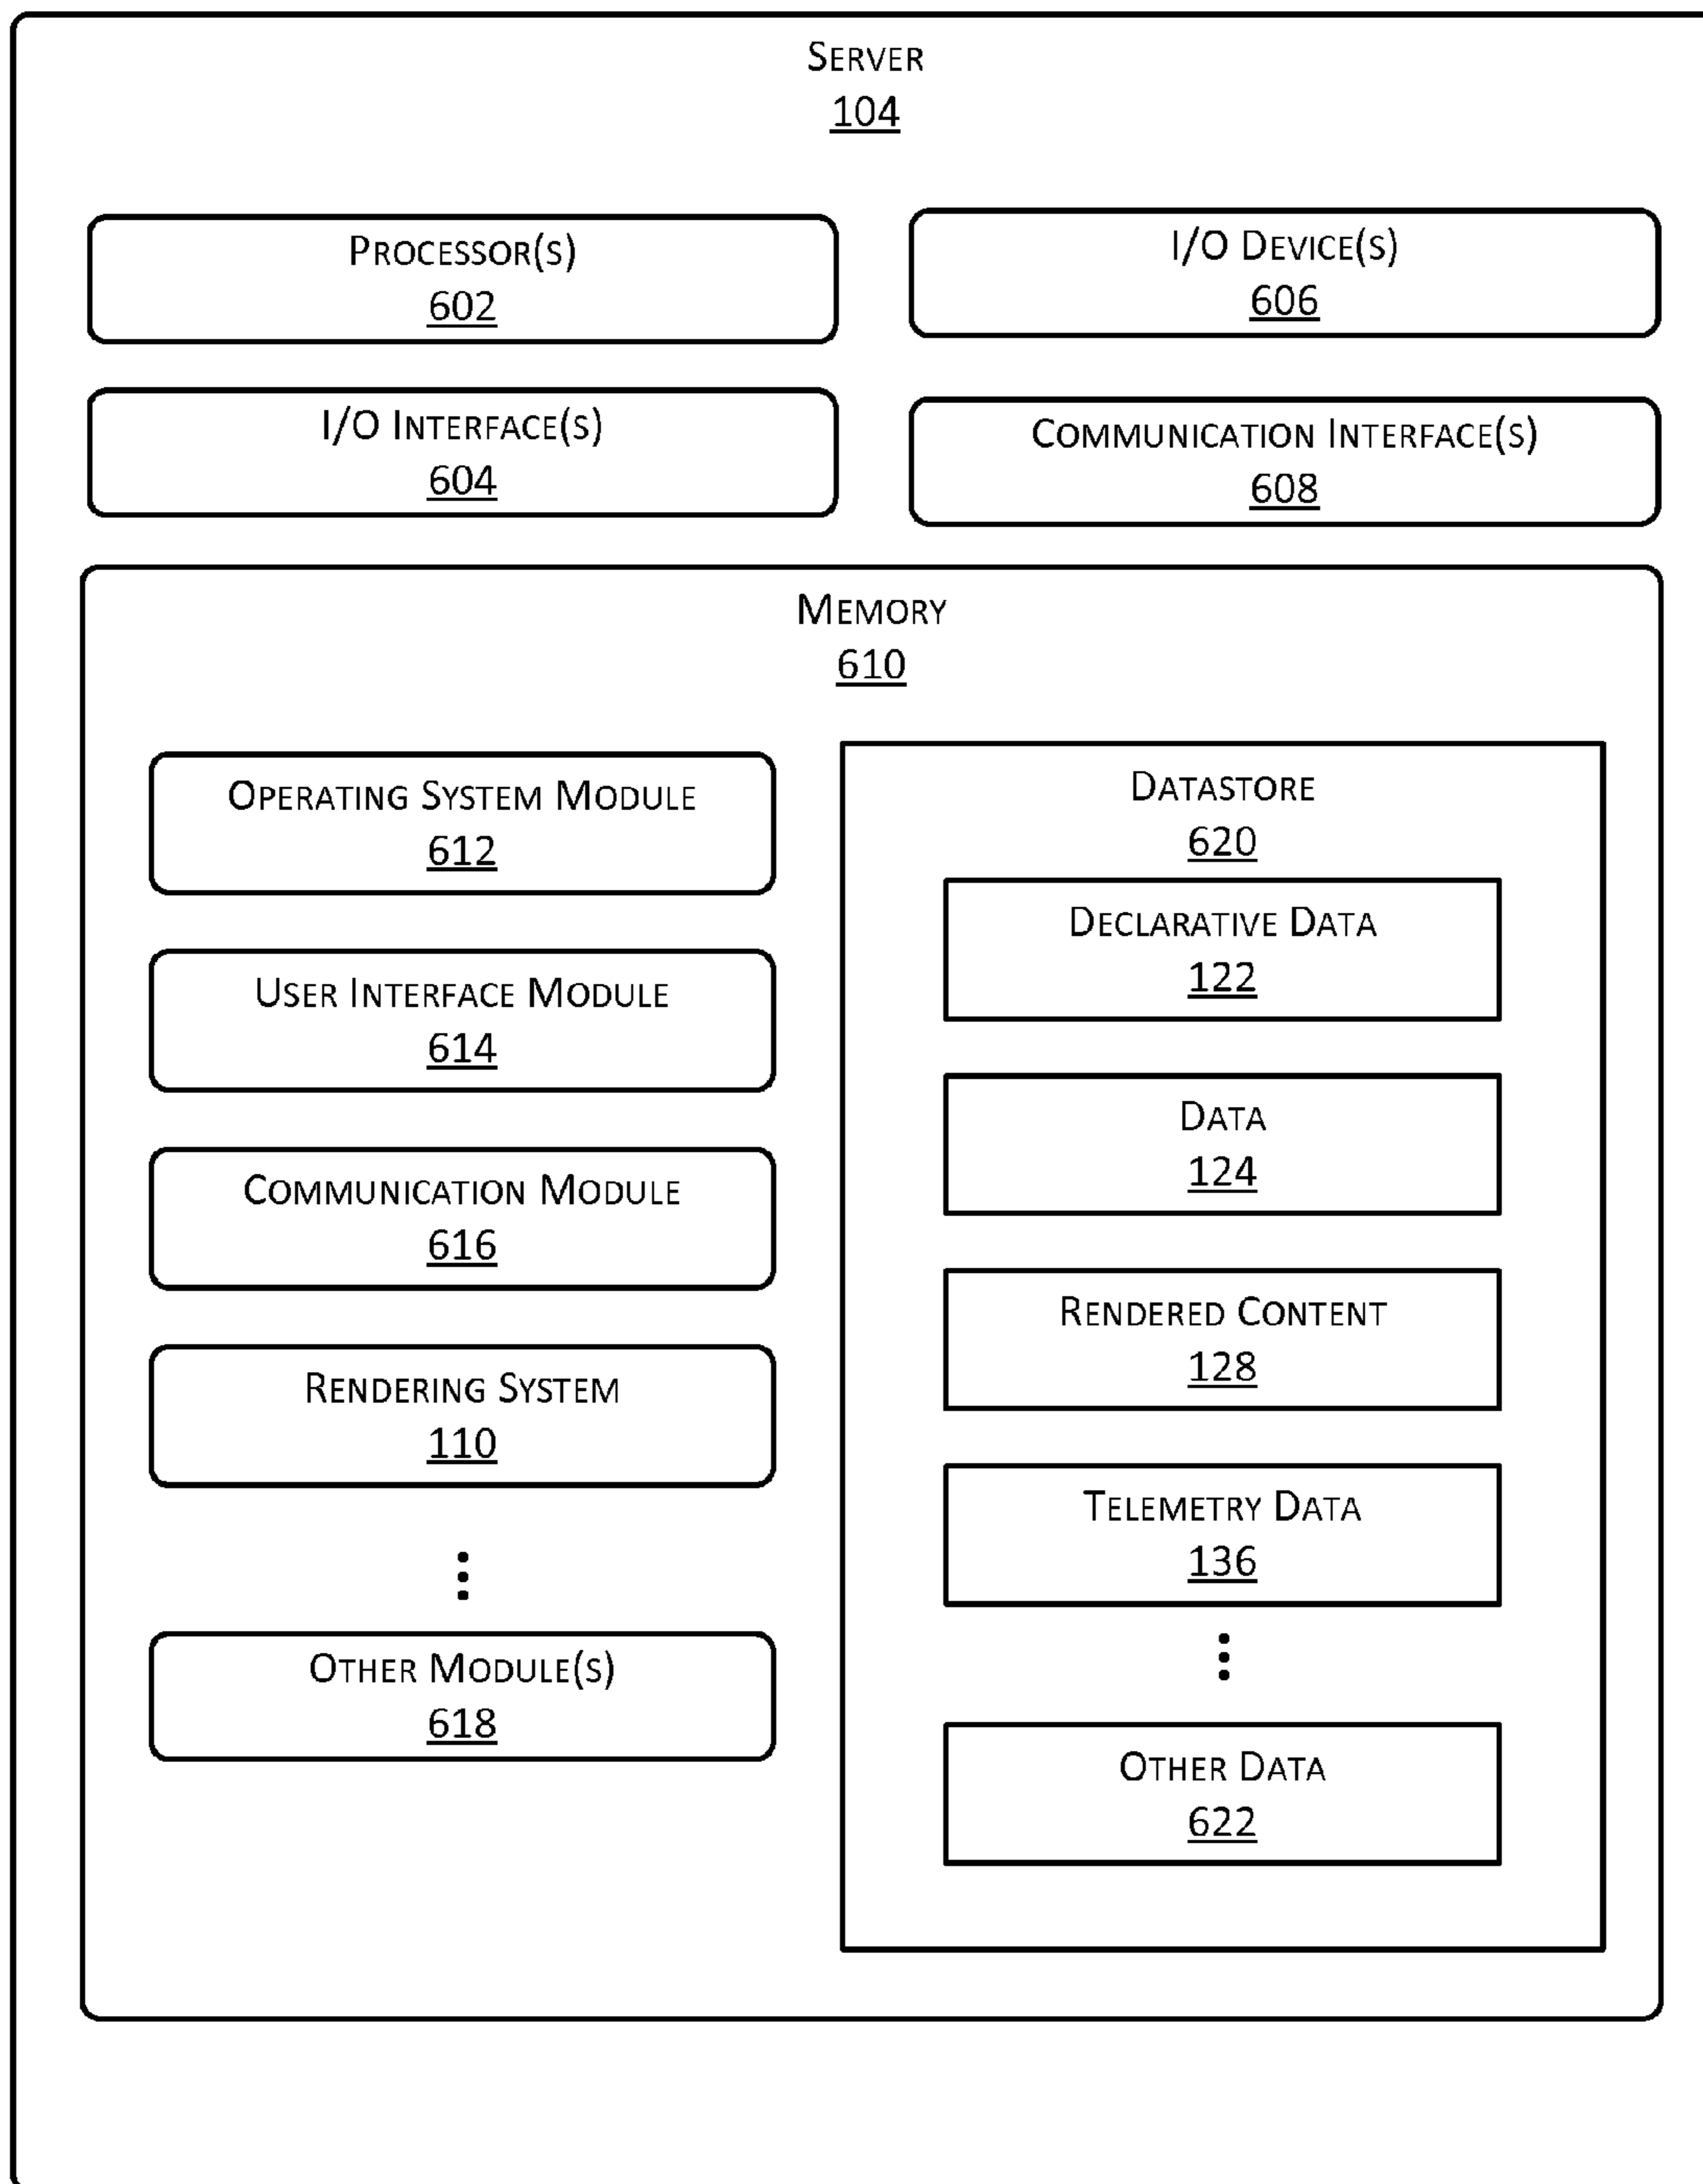 Server
104
Processor(s)
602
I/O Device(s)
606
I/O Interface(s)
604
Communication Interface(s)
608
Memory
610
Operating System Module
612
User Interface Module
614
Communication Module
616
Rendering System
110
Other Module(s)
618
Datastore
620
Declarative Data
122
Data
124
Rendered Content
128
Telemetry Data
136
Other Data
622